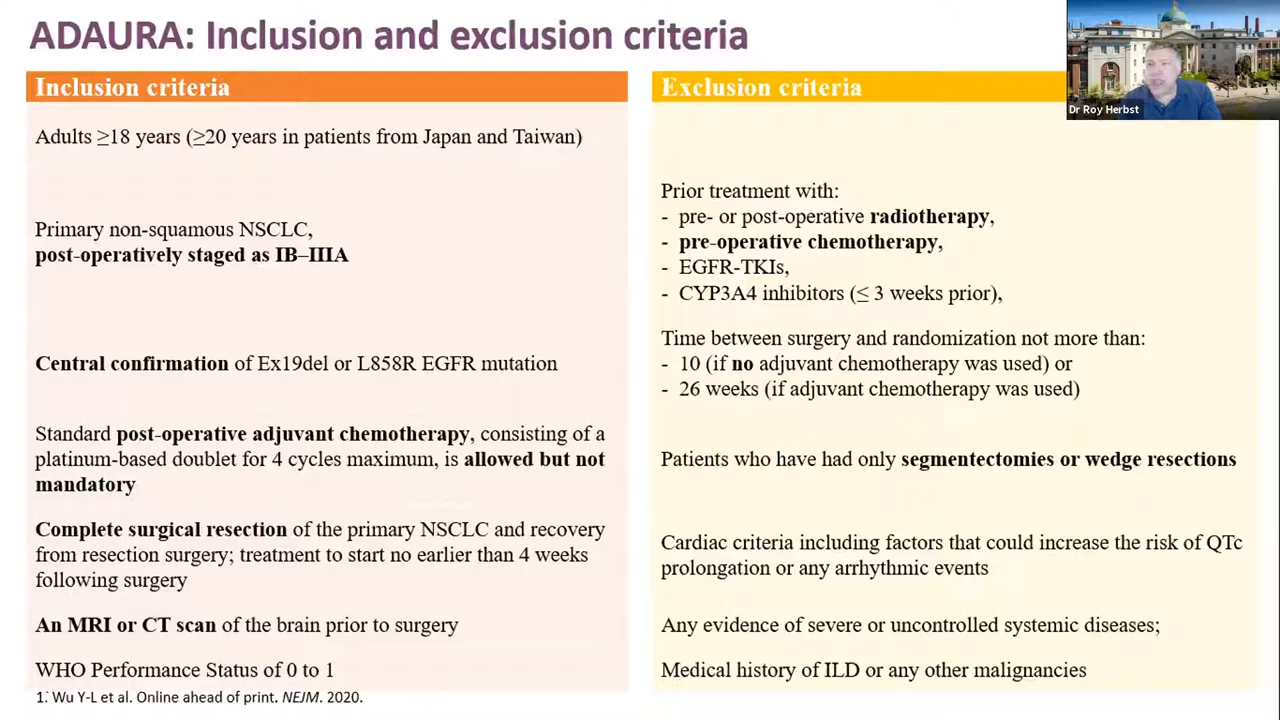 ADAURA: Inclusion and exclusion criteria
Dr Roy Herbst
Inclusion criteria
Adults ≥18 years (≥20 years in patients from Japan and Taiwan)
Primary non-squamous NSCLC,
post-operatively staged as IB–IIIA
Central confirmation of Ex19del or L858R EGFR mutation
Standard post-operative adjuvant chemotherapy, consisting of a
platinum-based doublet for 4 cycles maximum, is allowed but not
mandatory
Complete surgical resection of the primary NSCLC and recovery
from resection surgery; treatment to start no earlier than 4 weeks
following surgery
An MRI or CT scan of the brain prior to surgery
WHO Performance Status of 0 to 1
Exclusion criteria
Prior treatment with:
- pre- or post-operative radiotherapy,
- pre-operative chemotherapy,
- EGFR-TKIs,
- CYP3A4 inhibitors (≤ 3 weeks prior),
Time between surgery and randomization not more than:
- 10 (if no adjuvant chemotherapy was used) or
- 26 weeks (if adjuvant chemotherapy was used)
Patients who have had only segmentectomies or wedge resections
Cardiac criteria including factors that could increase the risk of QTc
prolongation or any arrhythmic events
Any evidence of severe or uncontrolled systemic diseases;
Medical history of ILD or any other malignancies
1. Wu Y-L et al. Online ahead of print. NEJM. 2020.